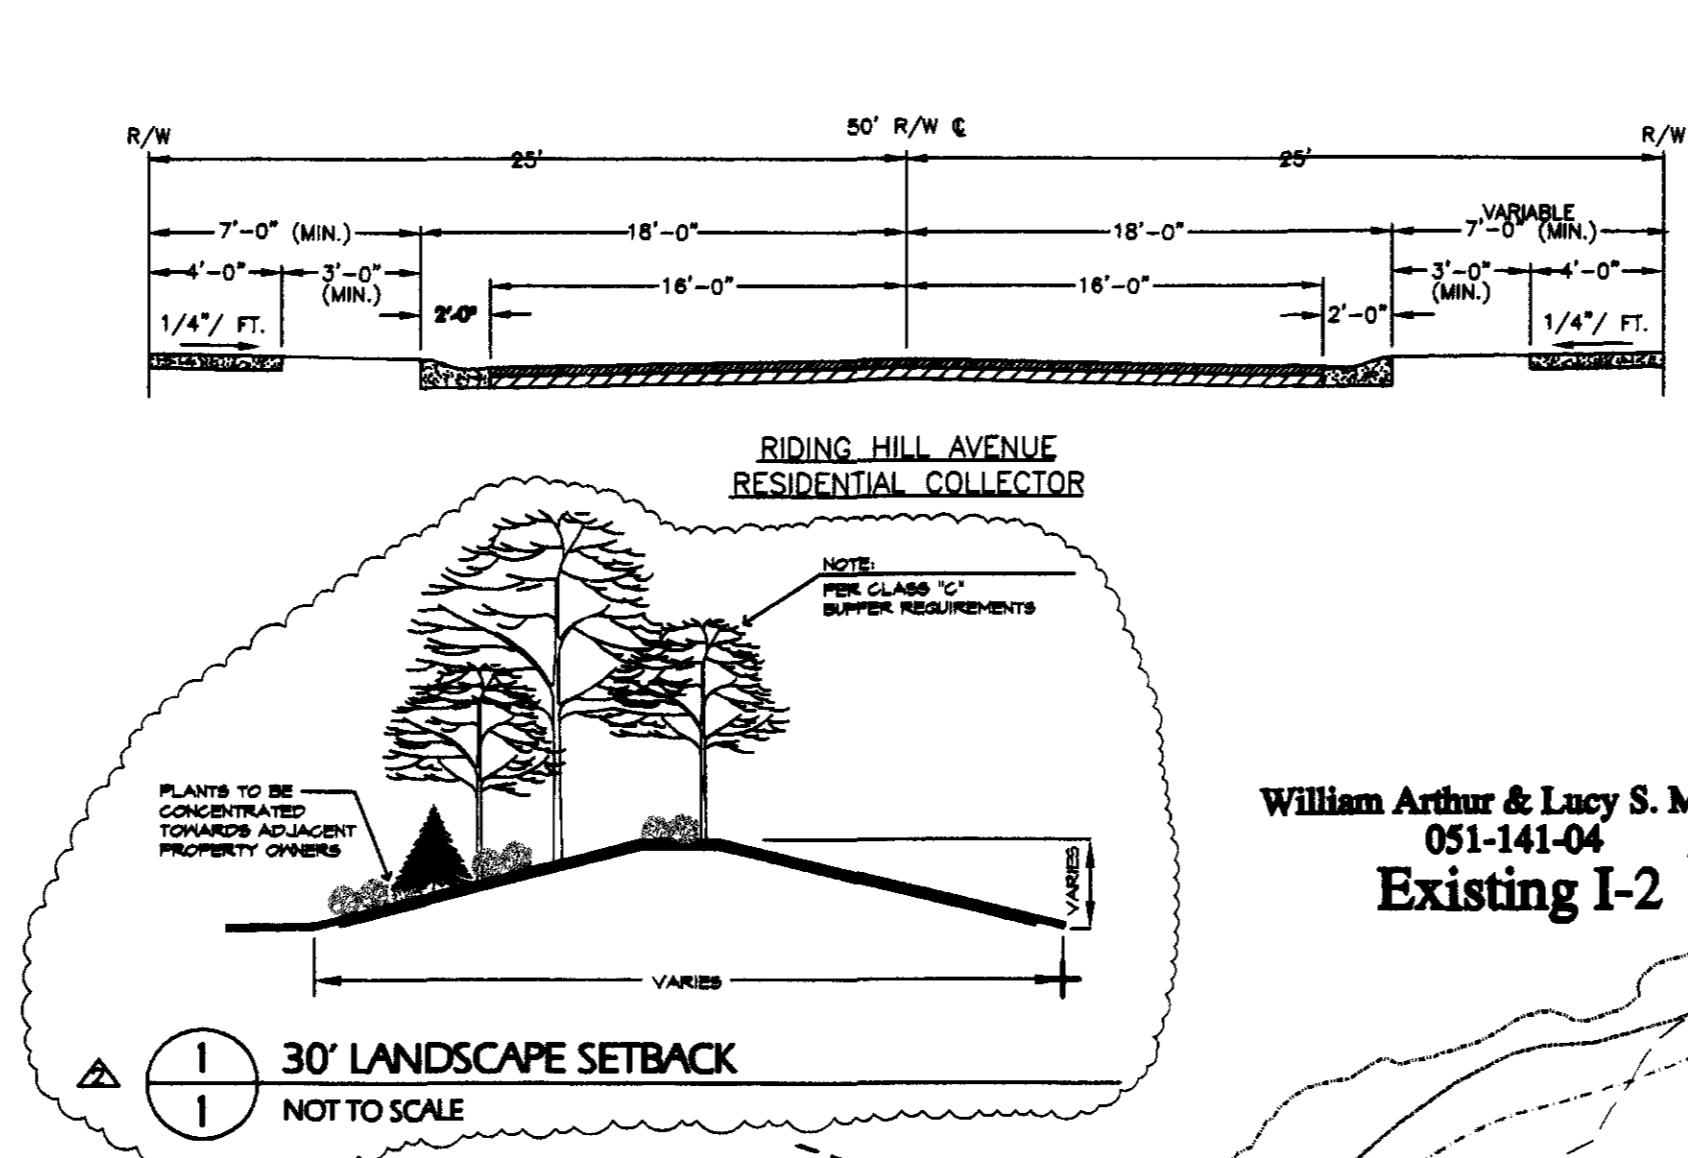 R/W
50' R/W ℄
R/W
25'
25'
7'-0" (MIN.)
18'-0"
18'-0"
VARIABLE
7'-0" (MIN.)
4'-0"
3'-0"
(MIN.)
16'-0"
16'-0"
3'-0"
(MIN.)
4'-0"
2'-0"
2'-0"
1/4"/ FT.
1/4"/ FT.
RIDING HILL AVENUE
RESIDENTIAL COLLECTOR
NOTE:
PER CLASS "C"
BUFFER REQUIREMENTS
PLANTS TO BE
CONCENTRATED
TOWARDS ADJACENT
PROPERTY OWNERS
VARIES
VARIES
William Arthur & Lucy S. M
051-141-04
Existing I-2
2
1
1
30' LANDSCAPE SETBACK
NOT TO SCALE